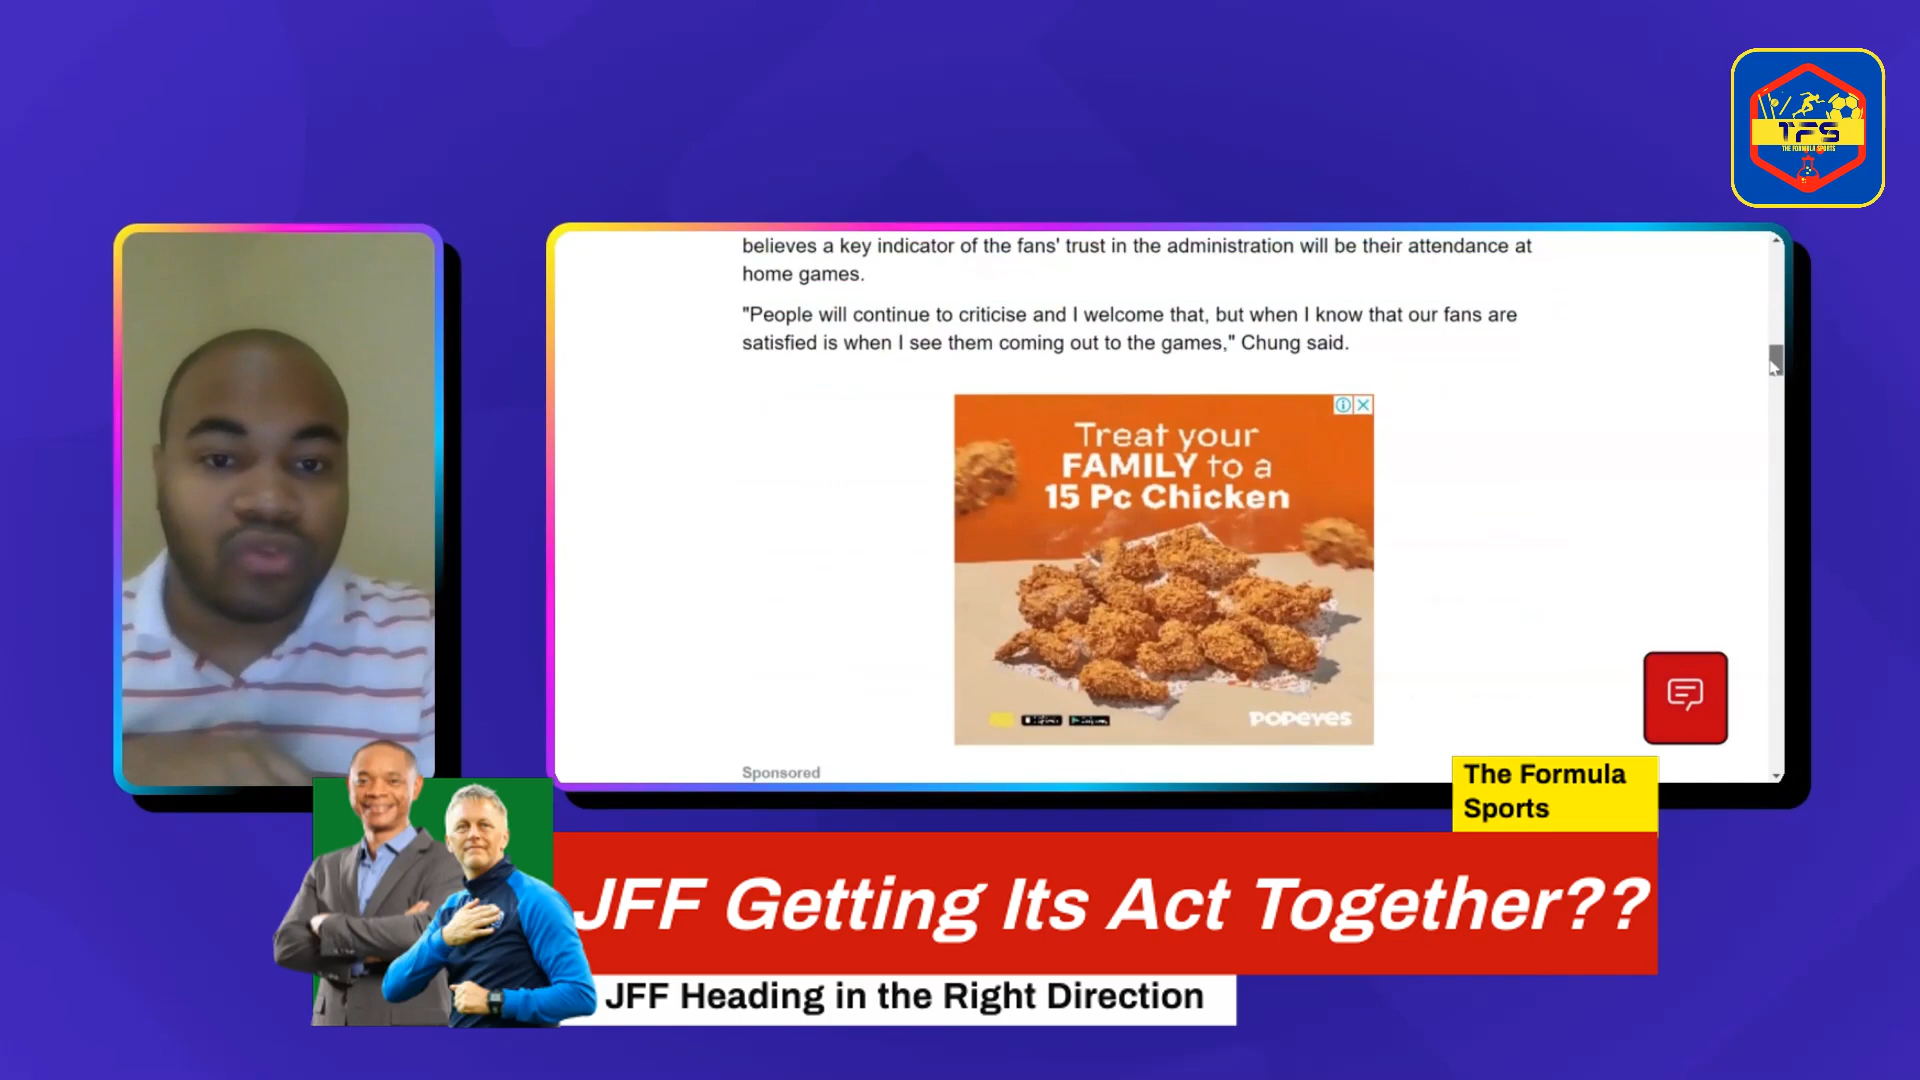 TFS
THE FORMULA SPORTS
believes a key indicator of the fans' trust in the administration will be their attendance at
home games.
"People will continue to criticise and I welcome that, but when I know that our fans are
satisfied is when I see them coming out to the games," Chung said.
Treat your
FAMILY to a
15 Pc Chicken
POPEYES
Sponsored
The Formula
Sports
JFF Getting Its Act Together??
JFF Heading in the Right Direction